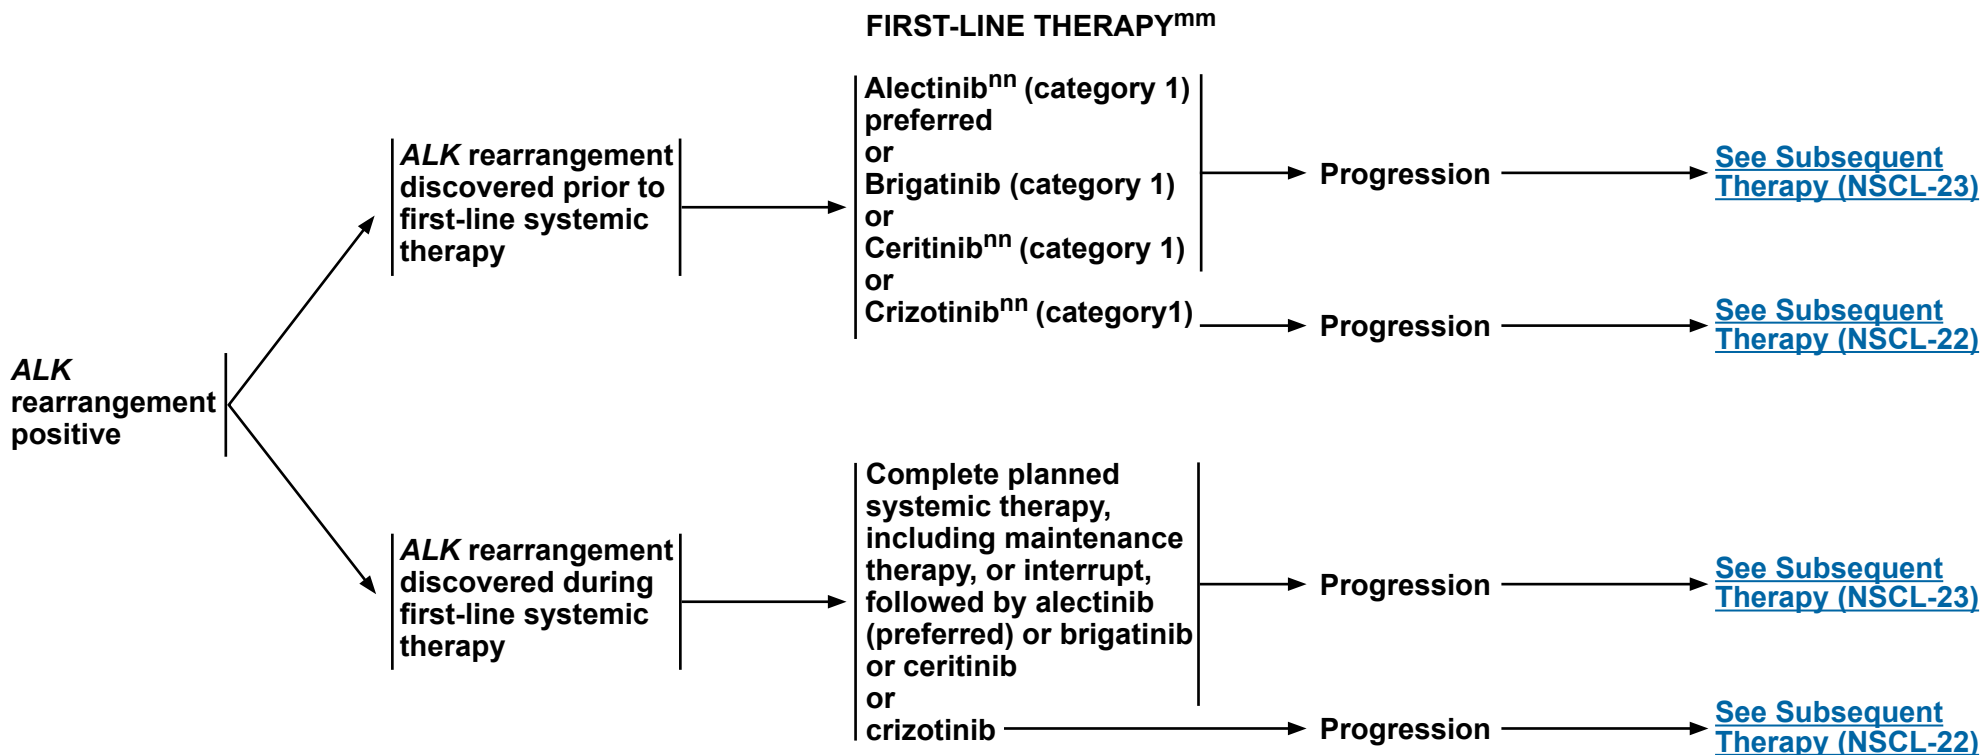 FIRST-LINE THERAPYmm
ALK
rearrangement
positive
ALK rearrangement
discovered prior to
first-line systemic
therapy
Alectinibnn (category 1)
preferred
or
Brigatinib (category 1)
or
Ceritinibnn (category 1)
or
Crizotinibnn (category1)
Progression
See Subsequent
Therapy (NSCL-23)
Progression
See Subsequent
Therapy (NSCL-22)
ALK rearrangement
discovered during
first-line systemic
therapy
Complete planned
systemic therapy,
including maintenance
therapy, or interrupt,
followed by alectinib
(preferred) or brigatinib
or ceritinib
or
crizotinib
Progression
See Subsequent
Therapy (NSCL-23)
Progression
See Subsequent
Therapy (NSCL-22)